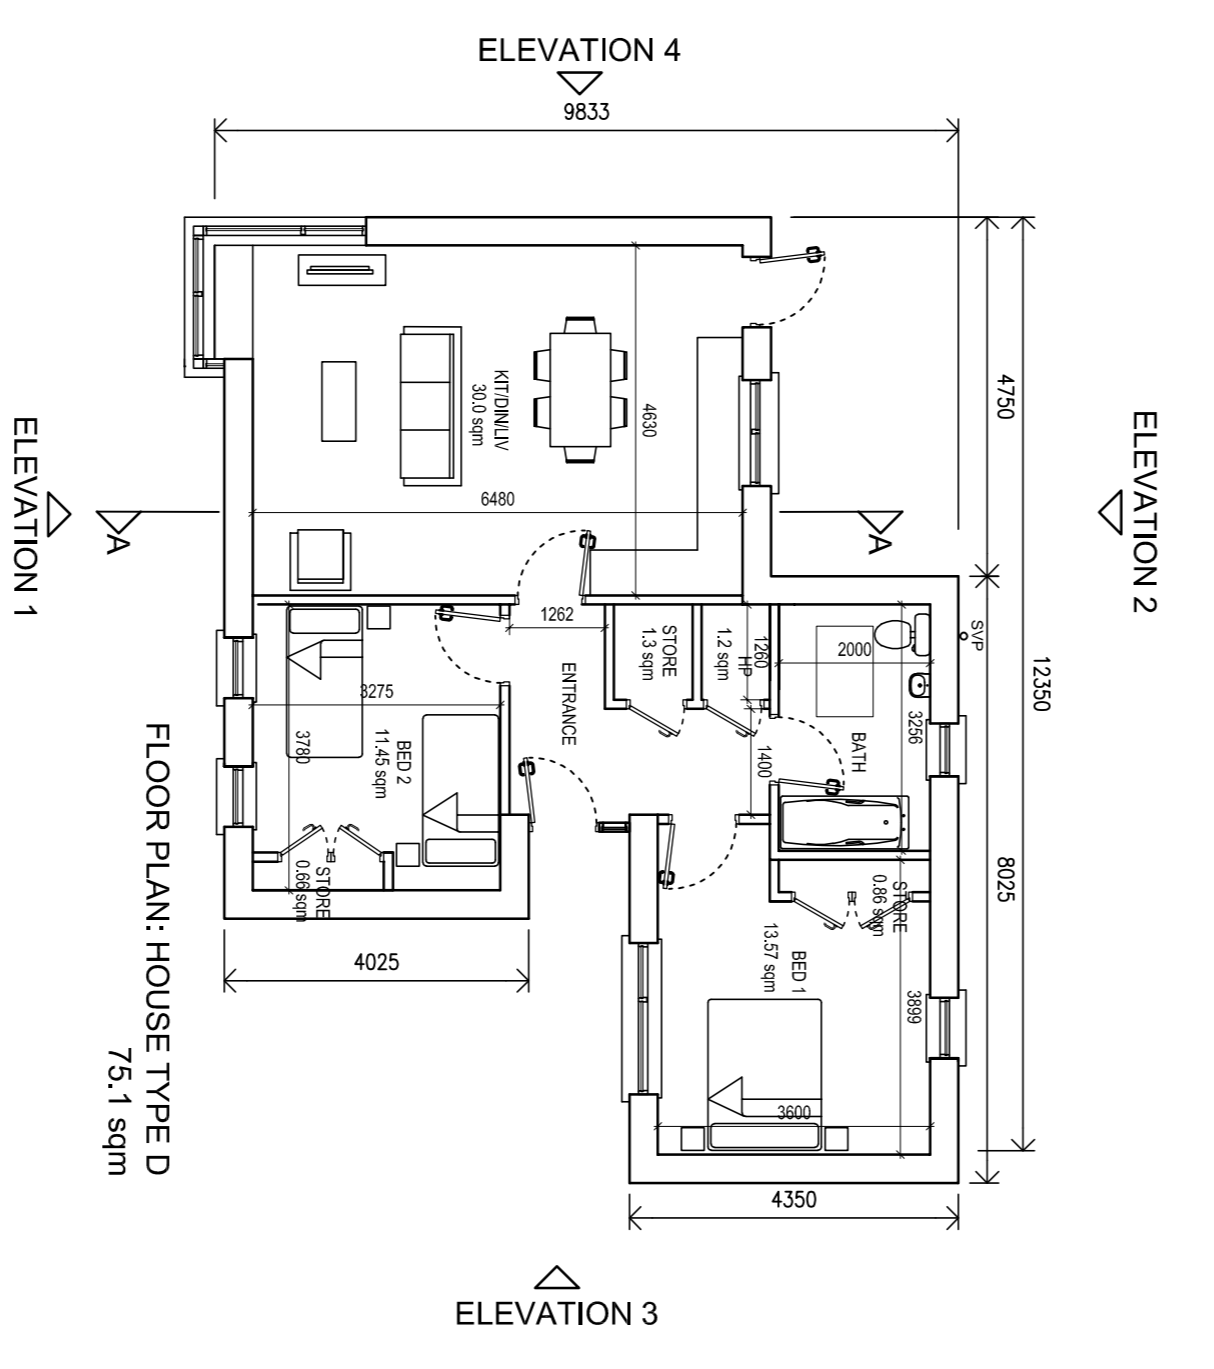 ELEVATION 4
9833
4750
12350
8025
ELEVATION 2
ELEVATION 1
A
A
KIT/DIN/LIV
30.0 sqm
4630
6480
1262
STORE
1.3 sqm
HP
1.2 sqm
1260
2000
SVP
3256
BATH
1400
ENTRANCE
3275
3780
BED 2
11.45 sqm
STORE
0.66 sqm
STORE
0.86 sqm
BED 1
13.57 sqm
3899
3600
4025
4350
FLOOR PLAN: HOUSE TYPE D
75.1 sqm
ELEVATION 3